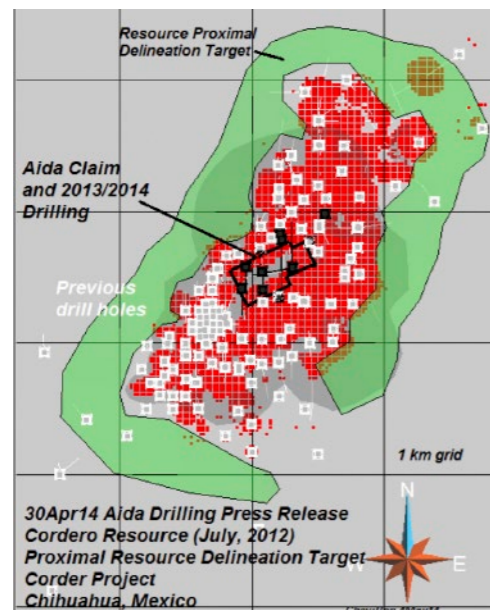 Resource Proximal
Delineation Target
Aida Claim
and 2013/2014
Drilling
Previous
drill holes
1 km grid
N
W
E
30Apr14 Aida Drilling Press Release
Cordero Resource (July, 2012)
Proximal Resource Delineation Target
Corder Project
Chihuahua, Mexico